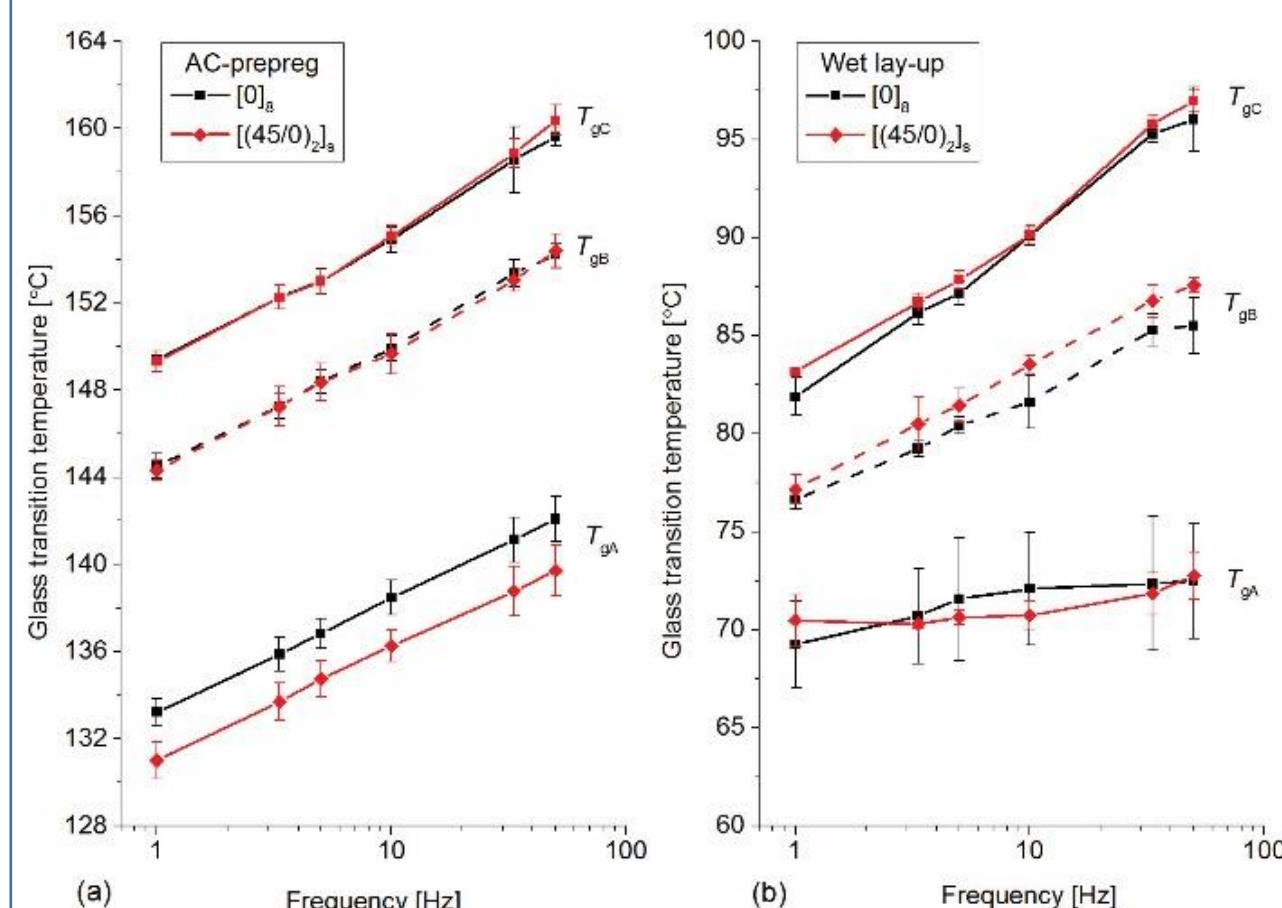 AC-prepreg
[0]₈
[(45/0)₂]ₛ
TgC
TgB
TgA
164
160
156
152
148
144
140
136
132
128
Glass transition temperature [°C]
1
10
100
(a)
Frequency [Hz]
Wet lay-up
[0]₈
[(45/0)₂]ₛ
TgC
TgB
TgA
100
95
90
85
80
75
70
65
60
Glass transition temperature [°C]
1
10
100
(b)
Frequency [Hz]